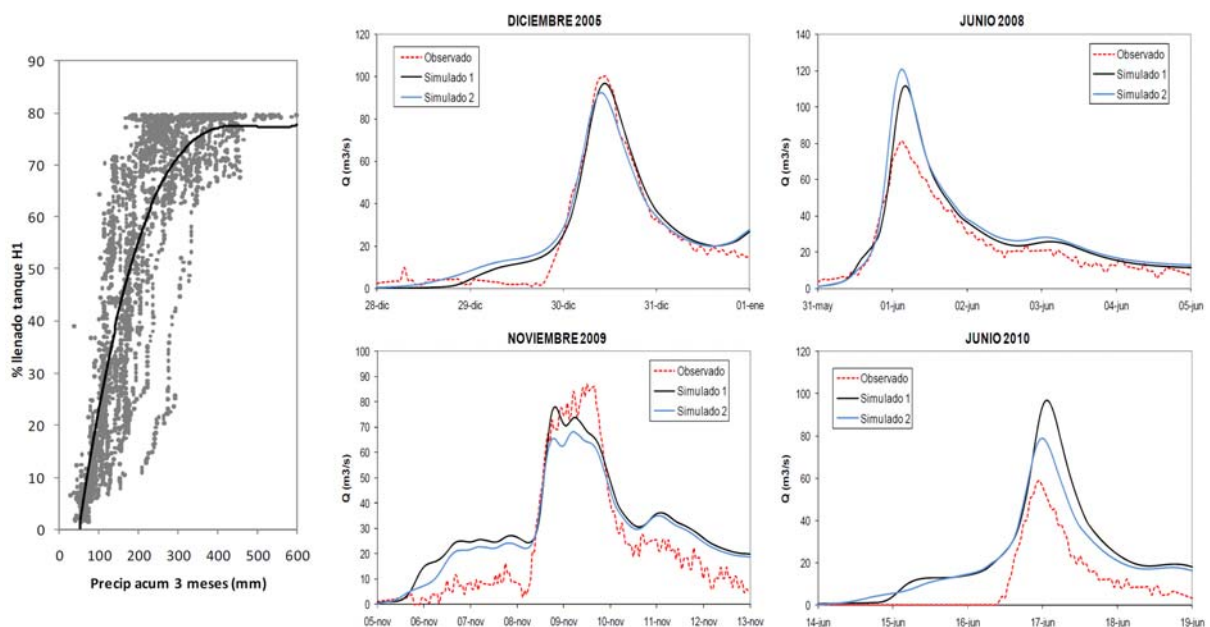 90
80
70
60
50
40
30
20
10
0
% llenado tanque H1
0 100 200 300 400 500 600
Precip acum 3 meses (mm)
DICIEMBRE 2005
120
100
80
60
40
20
0
Q (m3/s)
Observado
Simulado 1
Simulado 2
28-dic 29-dic 30-dic 31-dic 01-ene
JUNIO 2008
140
120
100
80
60
40
20
0
Q (m3/s)
Observado
Simulado 1
Simulado 2
31-may 01-jun 02-jun 03-jun 04-jun 05-jun
NOVIEMBRE 2009
100
90
80
70
60
50
40
30
20
10
0
Q (m3/s)
Observado
Simulado 1
Simulado 2
05-nov 06-nov 07-nov 08-nov 09-nov 10-nov 11-nov 12-nov 13-nov
JUNIO 2010
120
100
80
60
40
20
0
Q (m3/s)
Observado
Simulado 1
Simulado 2
14-jun 15-jun 16-jun 17-jun 18-jun 19-jun